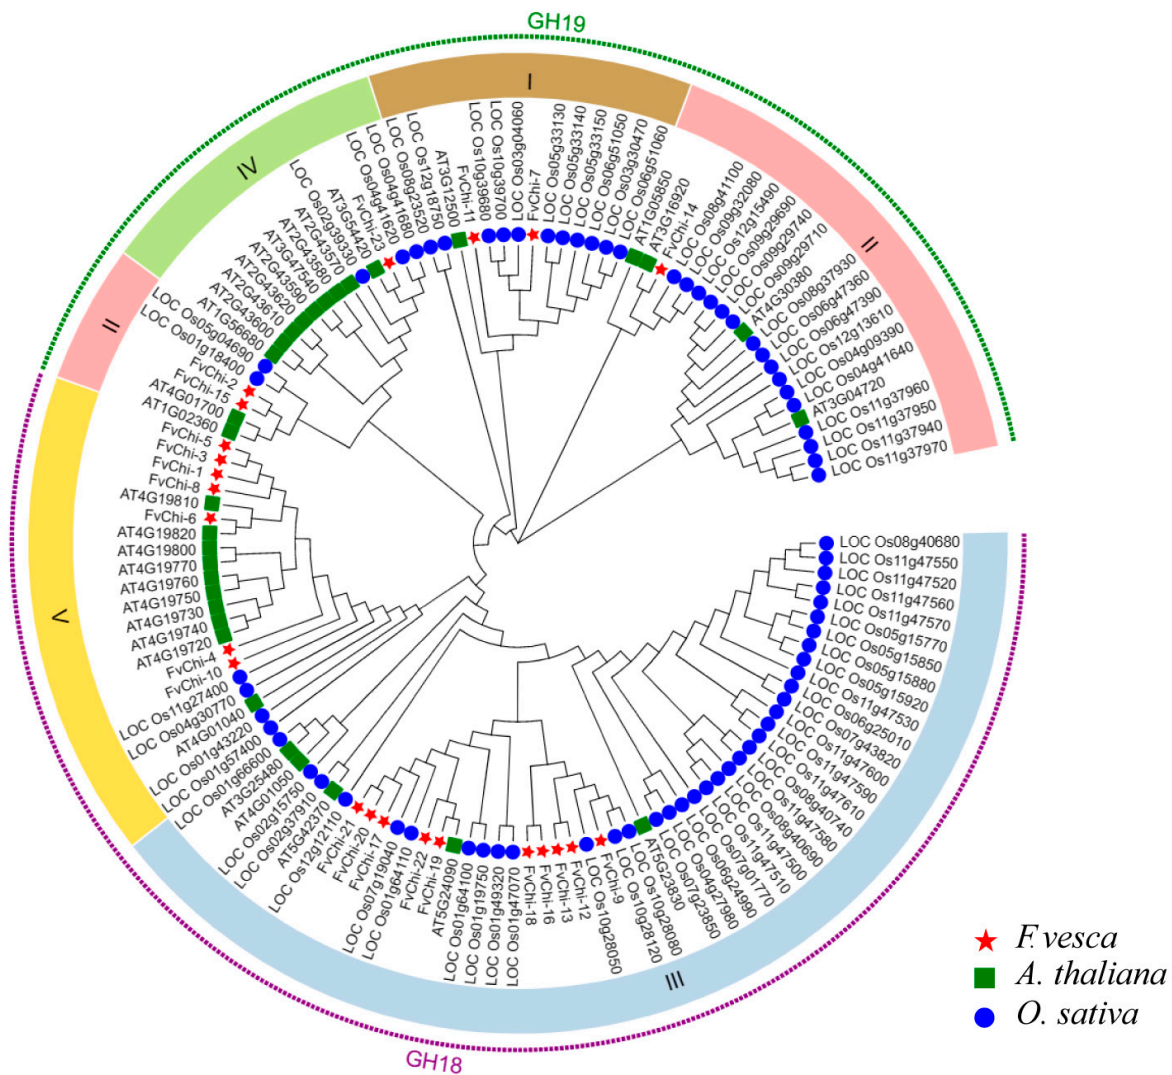 GH19
I
II
IV
II
V
III
GH18
LOC Os10g39680
LOC Os10g39700
LOC Os03g04060
FvChi-7
LOC Os05g33130
LOC Os05g33140
LOC Os05g33150
LOC Os06g51050
LOC Os03g30470
LOC Os06g51060
AT1G05850
AT3G16920
FvChi-14
LOC Os08g41100
LOC Os09g32080
LOC Os12g15490
LOC Os09g29690
LOC Os09g29740
LOC Os09g29710
AT4G30380
LOC Os08g37930
LOC Os06g47360
LOC Os06g47390
LOC Os12g13610
LOC Os04g09390
LOC Os04g41640
AT3G04720
LOC Os11g37960
LOC Os11g37950
LOC Os11g37940
LOC Os11g37970
LOC Os08g40680
LOC Os11g47550
LOC Os11g47520
LOC Os11g47560
LOC Os11g47570
LOC Os05g15770
LOC Os05g15850
LOC Os05g15880
LOC Os05g15920
LOC Os11g47530
LOC Os06g25010
LOC Os07g43820
LOC Os11g47600
LOC Os11g47590
LOC Os11g47610
LOC Os08g40740
LOC Os11g47580
LOC Os08g40690
LOC Os11g47500
LOC Os11g47510
LOC Os07g01770
LOC Os06g24990
LOC Os04g27980
LOC Os07g23850
AT5G23830
LOC Os10g28080
LOC Os10g28120
FvChi-9
LOC Os10g28050
FvChi-12
FvChi-13
FvChi-16
FvChi-18
LOC Os01g47070
LOC Os01g49320
LOC Os01g19750
LOC Os01g64100
AT5G24090
FvChi-19
FvChi-22
LOC Os01g64110
LOC Os07g19040
FvChi-17
FvChi-20
FvChi-21
LOC Os12g12110
AT5G42370
LOC Os02g37910
LOC Os02g15750
AT4G01050
AT3G25480
LOC Os01g66600
LOC Os01g57400
LOC Os01g43220
AT4G01040
LOC Os04g30770
LOC Os11g27400
FvChi-10
FvChi-4
AT4G19720
AT4G19740
AT4G19730
AT4G19750
AT4G19760
AT4G19770
AT4G19800
AT4G19820
FvChi-6
AT4G19810
FvChi-8
FvChi-1
FvChi-3
FvChi-5
AT1G02360
AT4G01700
FvChi-15
FvChi-2
LOC Os01g18400
LOC Os05g04690
AT1G56680
AT2G43600
AT2G43610
AT2G43620
AT2G43590
AT3G47540
AT2G43580
AT2G43570
LOC Os02g39330
AT3G54420
FvChi-23
LOC Os04g4162
LOC Os04g41680
LOC Os08g23520
LOC Os12g18750
AT3G12500
FvChi-11
F. vesca
A. thaliana
O. sativa